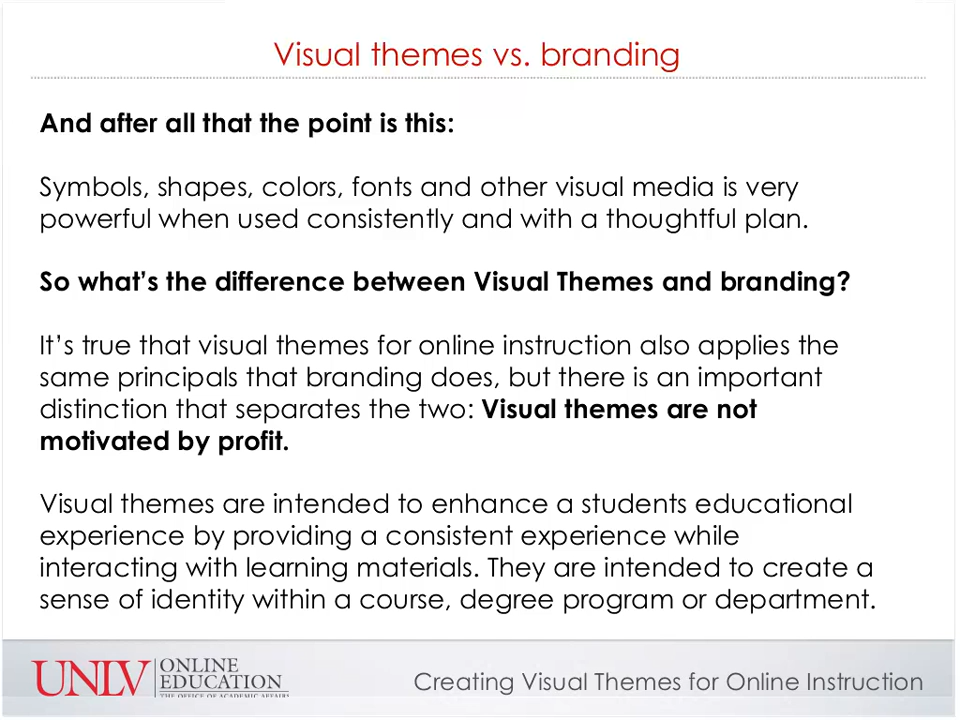 Visual themes vs. branding
And after all that the point is this:
Symbols, shapes, colors, fonts and other visual media is very
powerful when used consistently and with a thoughtful plan.
So what's the difference between Visual Themes and branding?
It's true that visual themes for online instruction also applies the
same principals that branding does, but there is an important
distinction that separates the two: Visual themes are not
motivated by profit.
Visual themes are intended to enhance a students educational
experience by providing a consistent experience while
interacting with learning materials. They are intended to create a
sense of identity within a course, degree program or department.
UNLV ONLINE
EDUCATION
THE OFFICE OF ACADEMIC AFFAIRS
Creating Visual Themes for Online Instruction